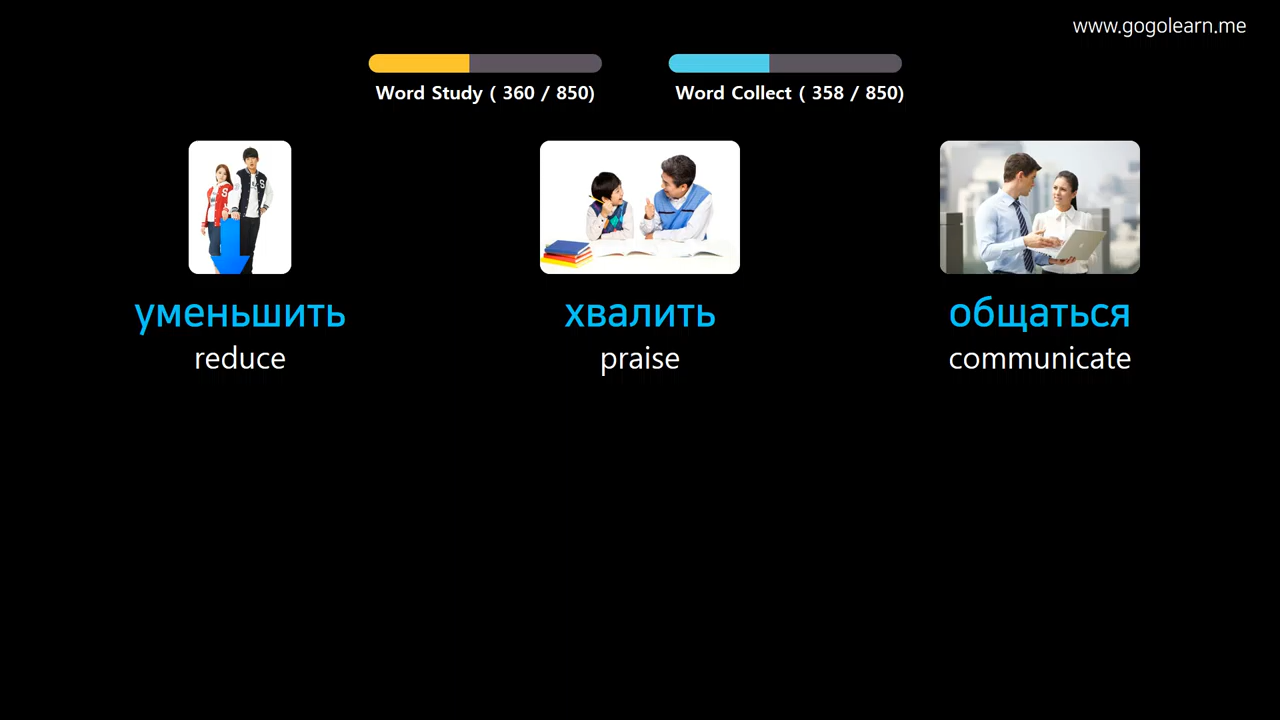 www.gogolearn.me
Word Study ( 360 / 850)
Word Collect ( 358 / 850)
уменьшить
reduce
хвалить
praise
общаться
communicate